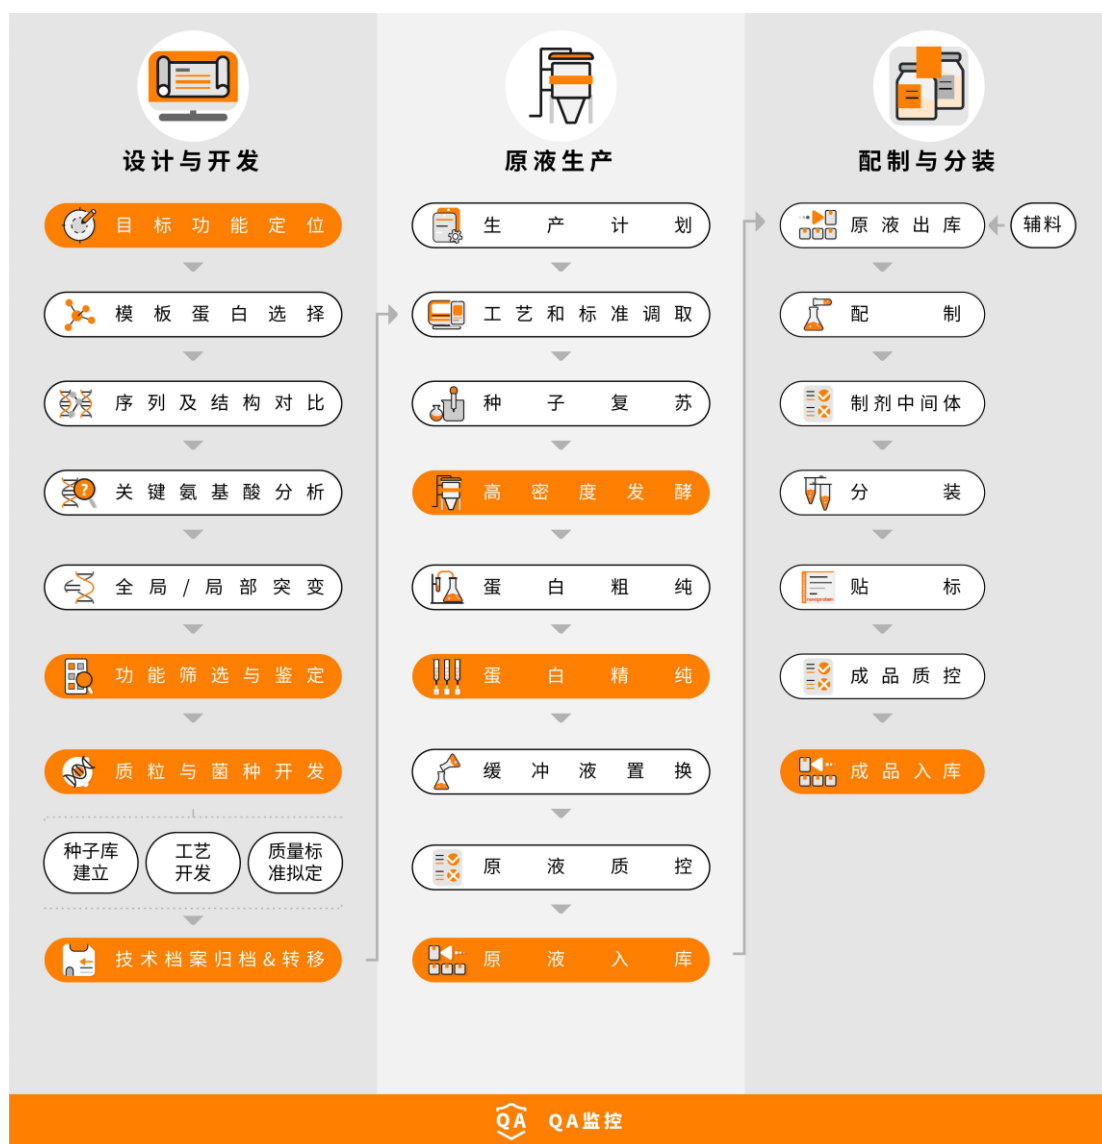 设计与开发
目标功能定位
模板蛋白选择
序列及结构对比
关键氨基酸分析
全局/局部突变
功能筛选与鉴定
质粒与菌种开发
种子库
建立
工艺
开发
质量标
准拟定
技术档案归档&转移
原液生产
生产计划
工艺和标准调取
种子复苏
高密度发酵
蛋白粗纯
蛋白精纯
缓冲液置换
原液质控
原液入库
配制与分装
原液出库
辅料
配制
制剂中间体
分装
novoprotein
贴标
成品质控
成品入库
QA
QA监控